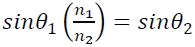 sinθ₁ (n₁/n₂) = sinθ₂